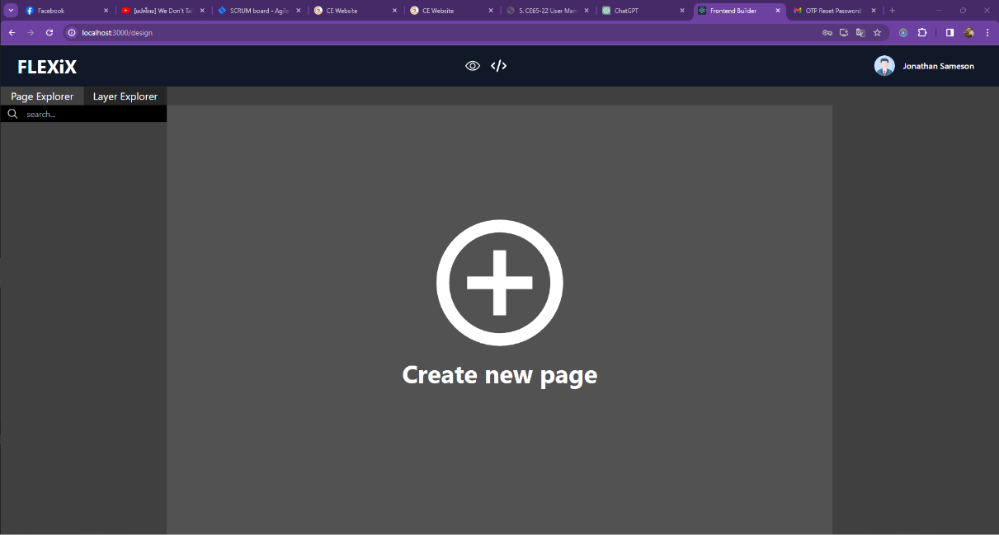 Facebook
[แปลไทย] We Don't Tal
SCRUM board - Agile
CE Website
CE Website
5. CE65-22 User Man
ChatGPT
Frontend Builder
OTP Reset Password
localhost:3000/design
FLEXiX
</>
Jonathan Sameson
Page Explorer
Layer Explorer
search...
Create new page